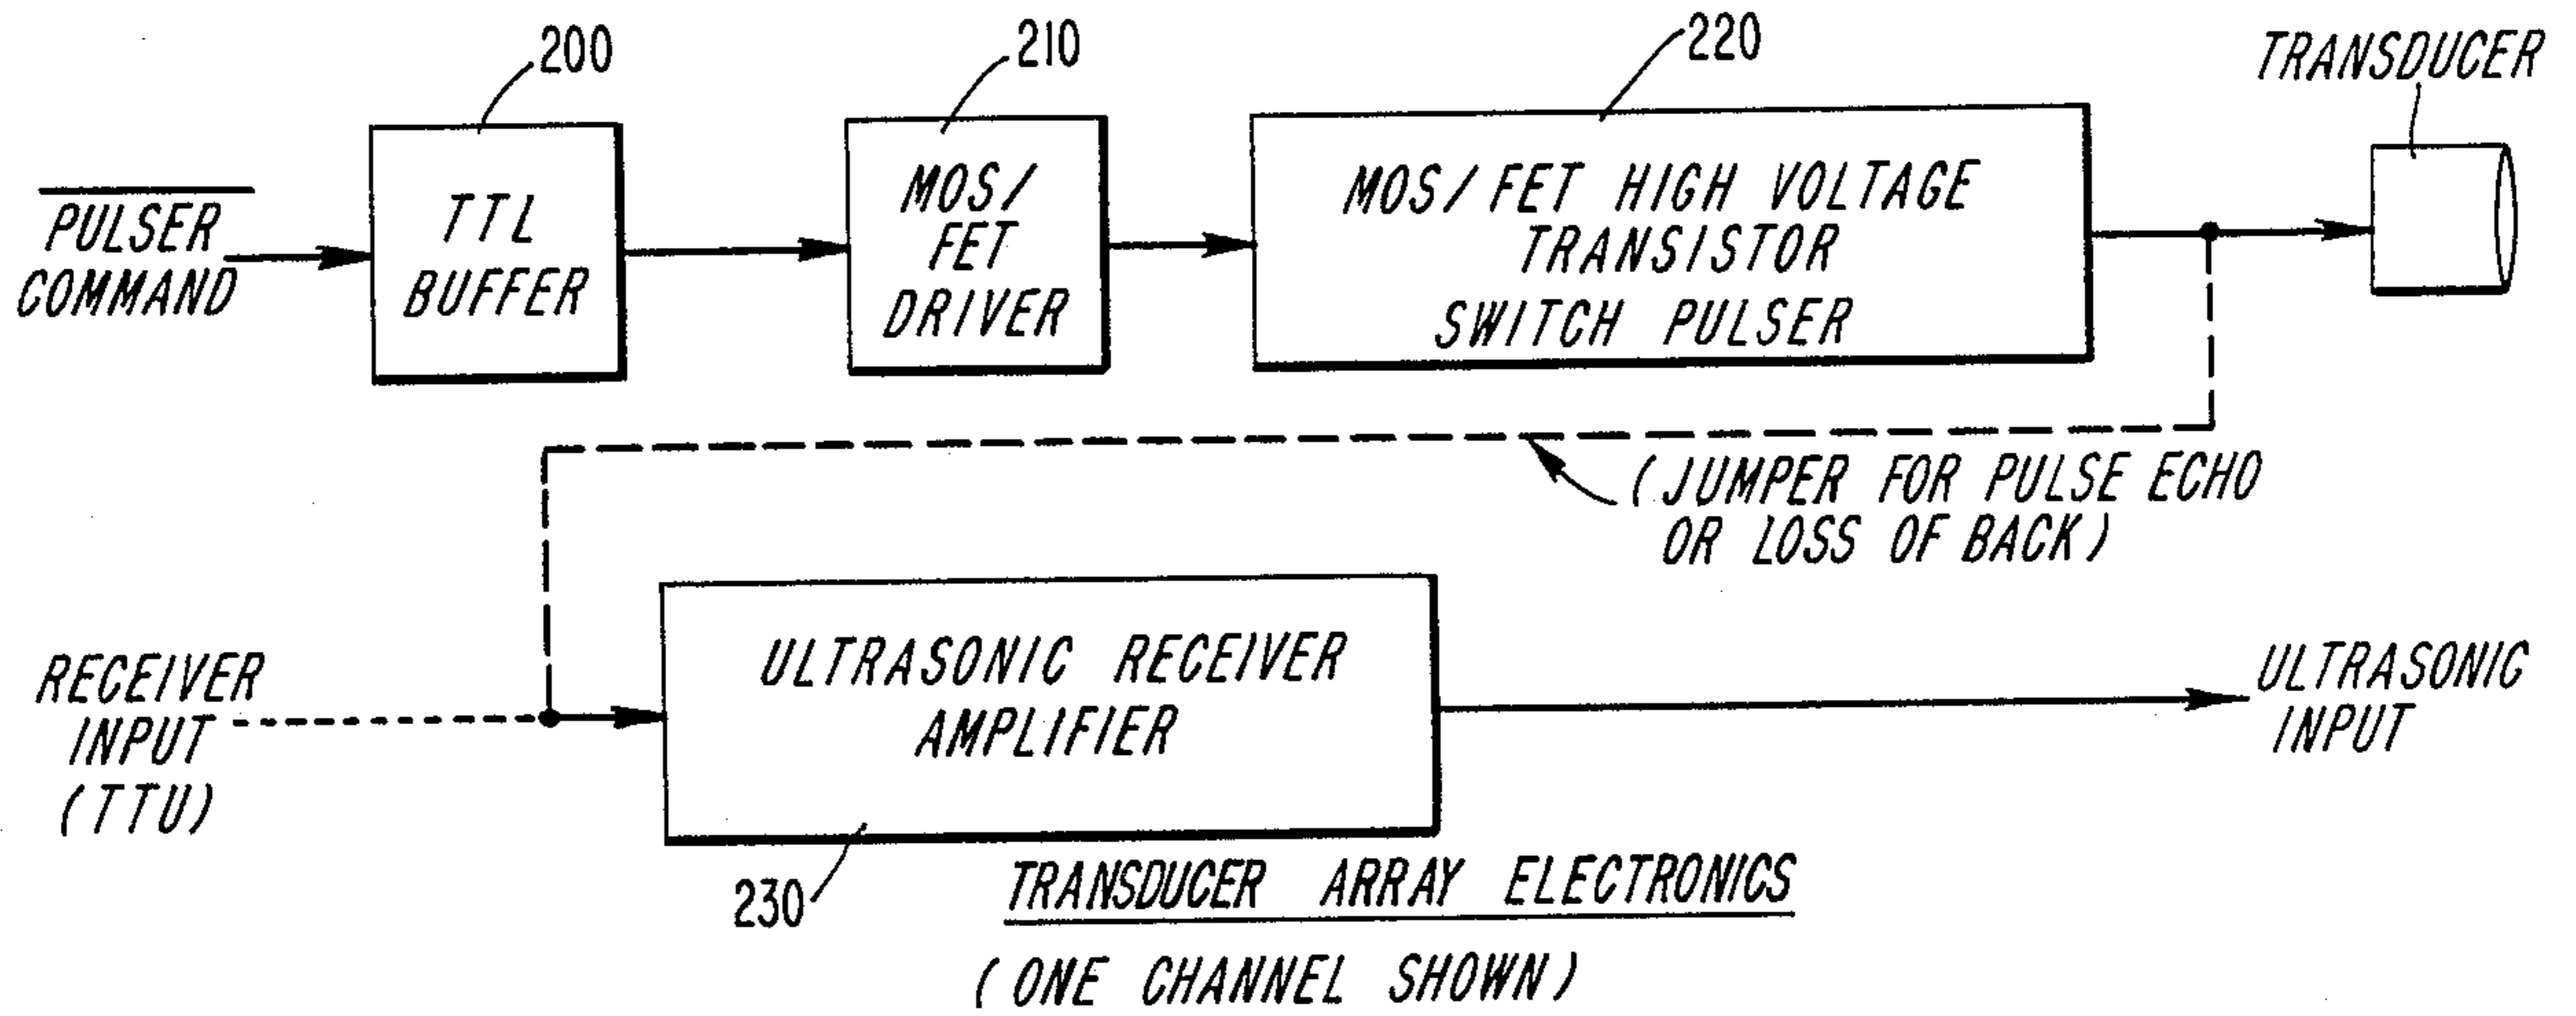 200
210
220
TRANSDUCER
PULSER
COMMAND
TTL
BUFFER
MOS/
FET
DRIVER
MOS/FET HIGH VOLTAGE
TRANSISTOR
SWITCH PULSER
(JUMPER FOR PULSE ECHO
OR LOSS OF BACK)
RECEIVER
INPUT
(TTU)
ULTRASONIC RECEIVER
AMPLIFIER
ULTRASONIC
INPUT
230
TRANSDUCER ARRAY ELECTRONICS
(ONE CHANNEL SHOWN)